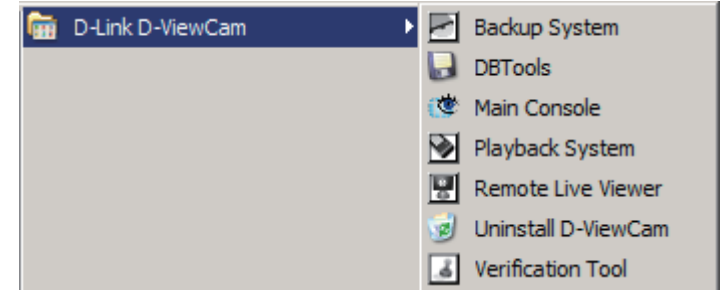 D-Link D-ViewCam
Backup System
DBTools
Main Console
Playback System
Remote Live Viewer
Uninstall D-ViewCam
Verification Tool